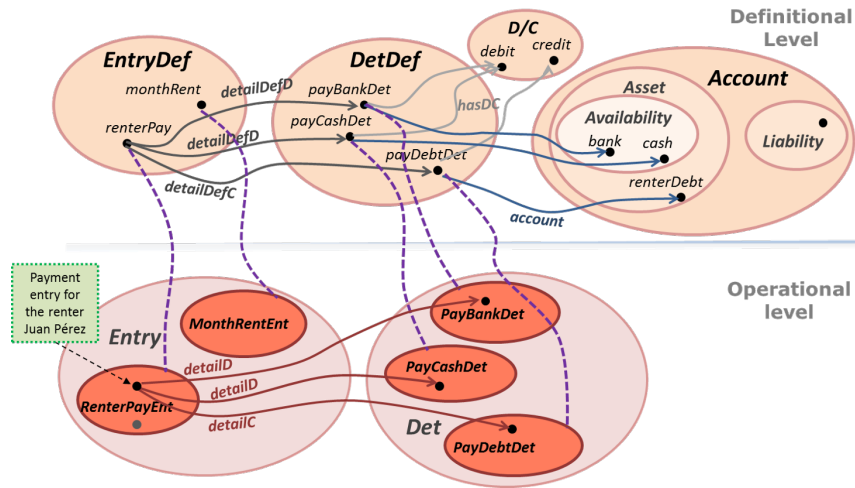 Definitional
Level
D/C
debit
credit
EntryDef
DetDef
Account
monthRent
detailDefD
payBankDet
hasDC
Asset
Availability
renterPay
detailDefD
payCashDet
bank
cash
Liability
detailDefC
payDebtDet
renterDebt
account
Payment
entry for
the renter
Juan Pérez
Operational
level
Entry
MonthRentEnt
PayBankDet
detailD
PayCashDet
detailD
RenterPayEnt
detailC
Det
PayDebtDet